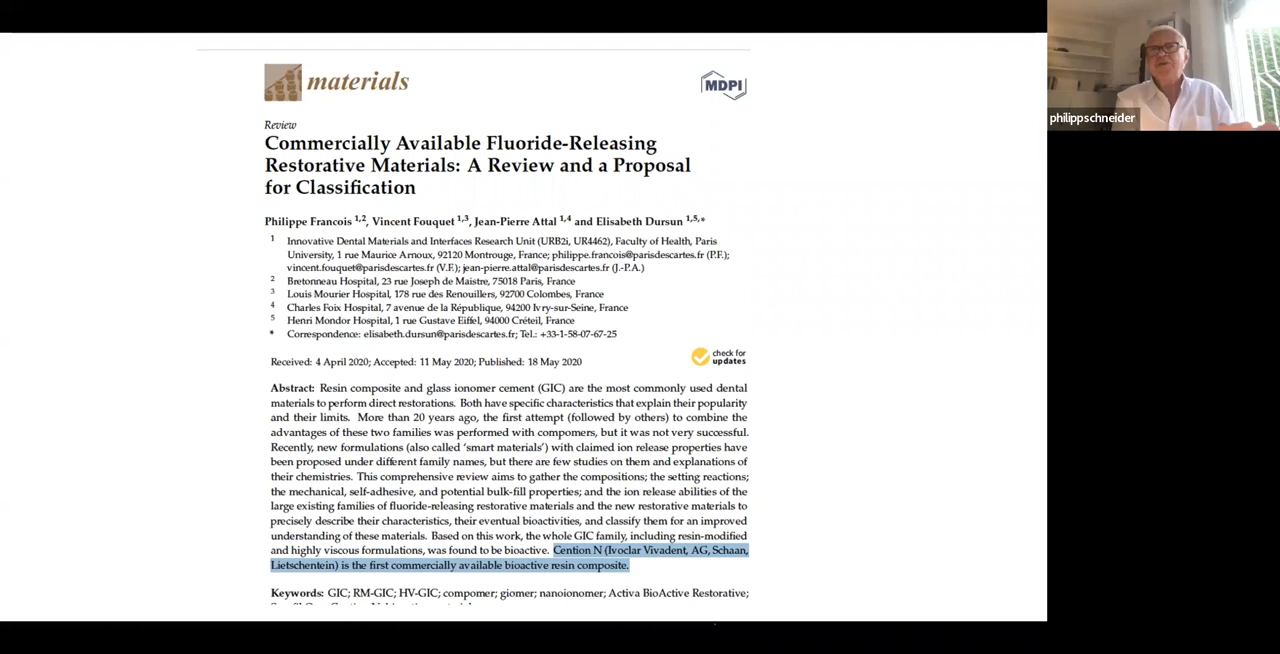 materials
MDPI
philippschneider
Review
Commercially Available Fluoride-Releasing
Restorative Materials: A Review and a Proposal
for Classification
Philippe Francois 1,2, Vincent Fouquet 1,3, Jean-Pierre Attal 1,4 and Elisabeth Dursun 1,5,*
1 Innovative Dental Materials and Interfaces Research Unit (URB2i, UR4462), Faculty of Health, Paris
University, 1 rue Maurice Arnoux, 92120 Montrouge, France; philippe.francois@parisdescartes.fr (P.F.);
vincent.fouquet@parisdescartes.fr (V.F.); jean-pierre.attal@parisdescartes.fr (J.-P.A.)
2 Bretonneau Hospital, 23 rue Joseph de Maistre, 75018 Paris, France
3 Louis Mourier Hospital, 178 rue des Renouillers, 92700 Colombes, France
4 Charles Foix Hospital, 7 avenue de la République, 94200 Ivry-sur-Seine, France
5 Henri Mondor Hospital, 1 rue Gustave Eiffel, 94000 Créteil, France
* Correspondence: elisabeth.dursun@parisdescartes.fr; Tel.: +33-1-58-07-67-25
Received: 4 April 2020; Accepted: 11 May 2020; Published: 18 May 2020
check for
updates
Abstract: Resin composite and glass ionomer cement (GIC) are the most commonly used dental
materials to perform direct restorations. Both have specific characteristics that explain their popularity
and their limits. More than 20 years ago, the first attempt (followed by others) to combine the
advantages of these two families was performed with compomers, but it was not very successful.
Recently, new formulations (also called ‘smart materials’) with claimed ion release properties have
been proposed under different family names, but there are few studies on them and explanations of
their chemistries. This comprehensive review aims to gather the compositions; the setting reactions;
the mechanical, self-adhesive, and potential bulk-fill properties; and the ion release abilities of the
large existing families of fluoride-releasing restorative materials and the new restorative materials to
precisely describe their characteristics, their eventual bioactivities, and classify them for an improved
understanding of these materials. Based on this work, the whole GIC family, including resin-modified
and highly viscous formulations, was found to be bioactive. Cention N (Ivoclar Vivadent, AG, Schaan,
Lietschentein) is the first commercially available bioactive resin composite.
Keywords: GIC; RM-GIC; HV-GIC; compomer; giomer; nanoionomer; Activa BioActive Restorative;